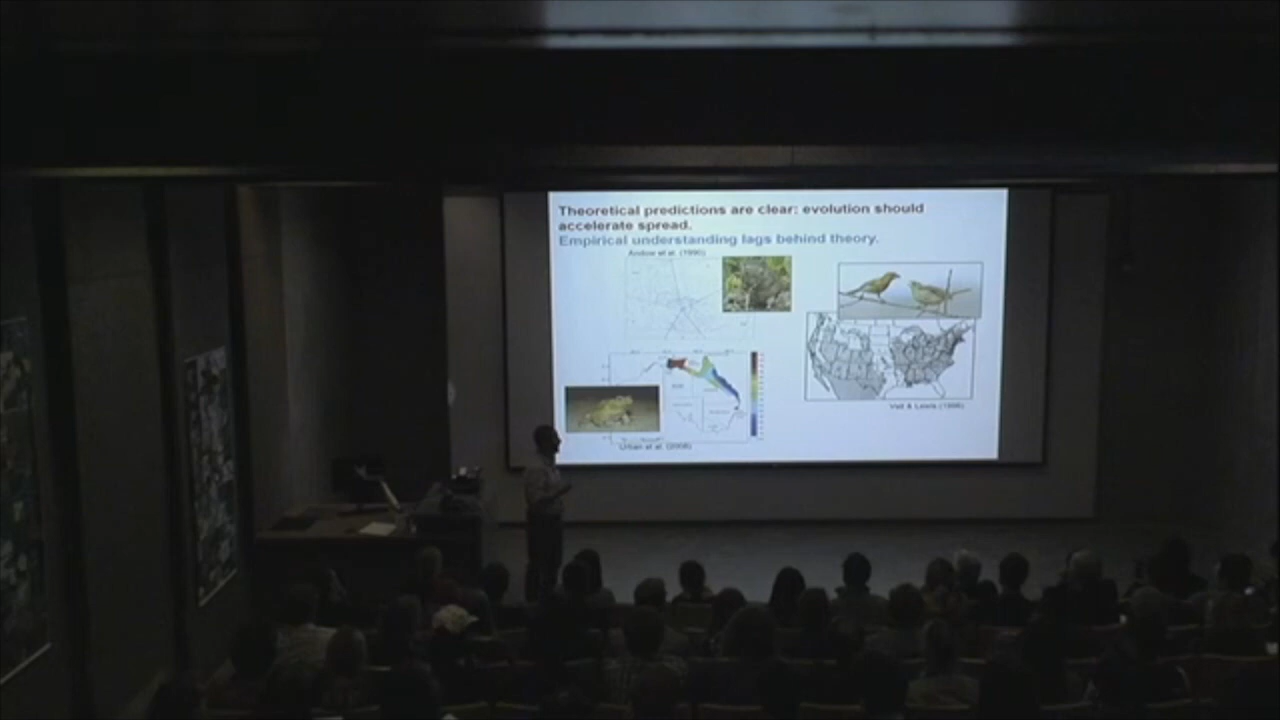 Theoretical predictions are clear: evolution should
accelerate spread.
Empirical understanding lags behind theory.
Andow et al. (1990)
Veit & Lewis (1996)
Urban et al. (2008)